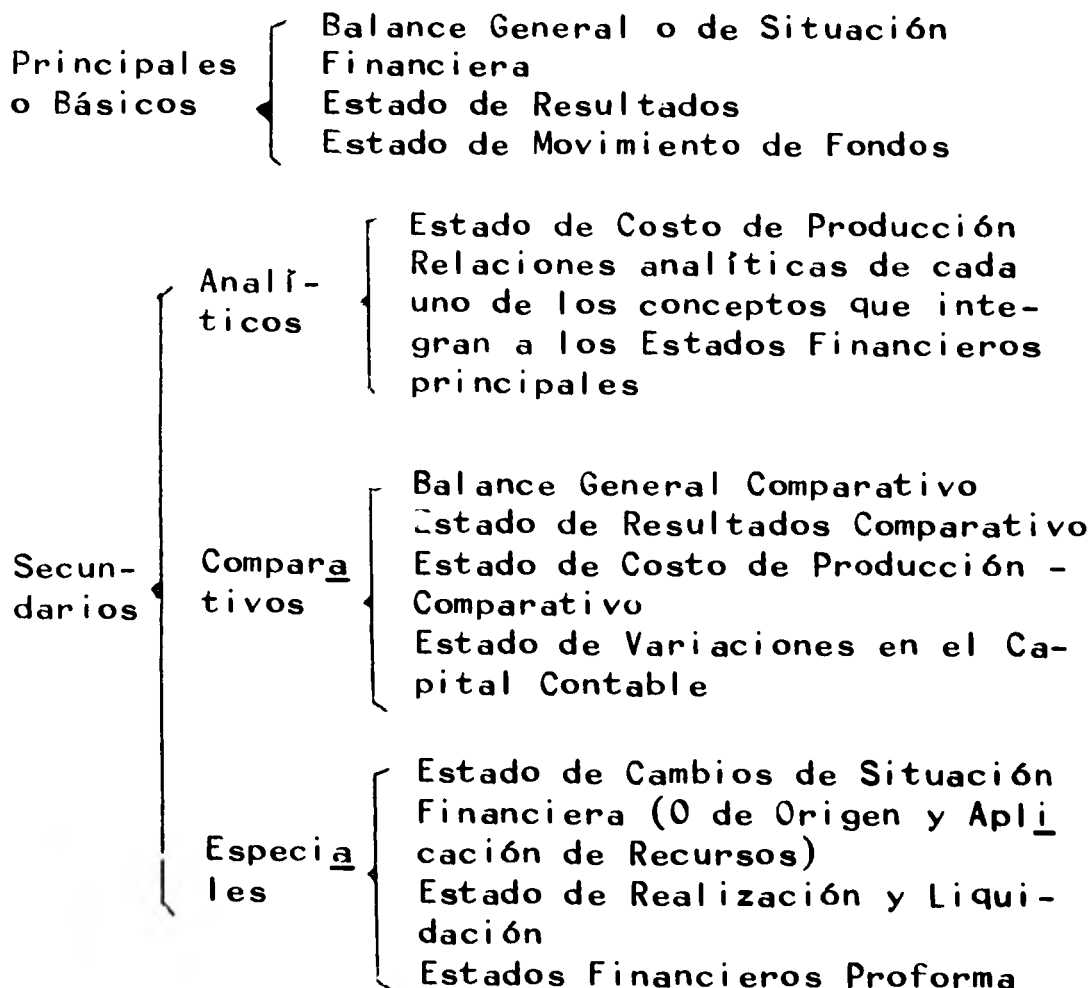 Principales
o Básicos
Balance General o de Situación
Financiera
Estado de Resultados
Estado de Movimiento de Fondos
Secun-
darios
Analí-
ticos
Estado de Costo de Producción
Relaciones analíticas de cada
uno de los conceptos que inte-
gran a los Estados Financieros
principales
Compara
tivos
Balance General Comparativo
Estado de Resultados Comparativo
Estado de Costo de Producción -
Comparativo
Estado de Variaciones en el Ca-
pital Contable
Especia
les
Estado de Cambios de Situación
Financiera (O de Origen y Apli
cación de Recursos)
Estado de Realización y Liqui-
dación
Estados Financieros Proforma